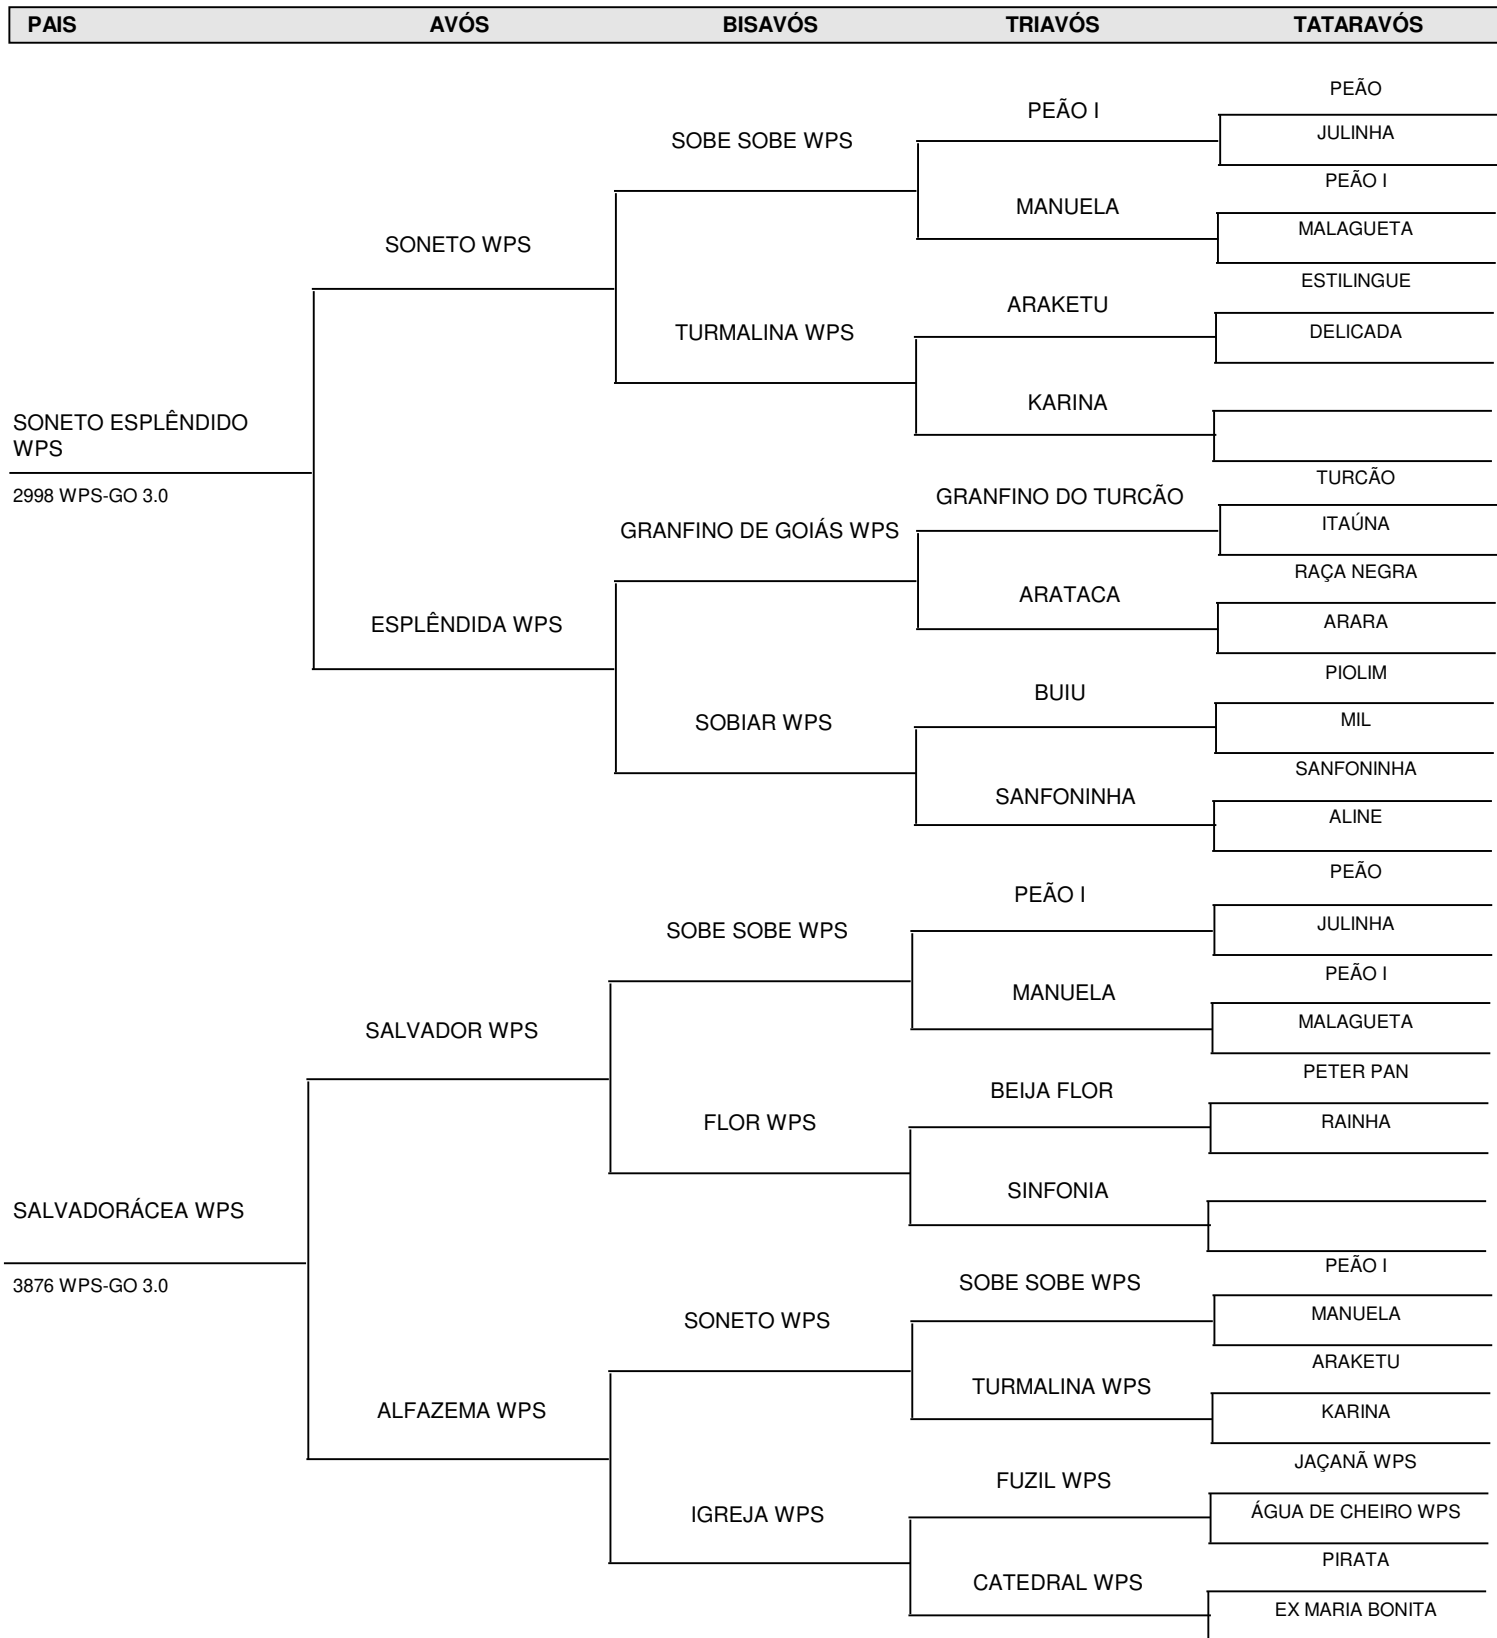 PAIS AVÓS BISAVÓS TRIAVÓS TATARAVÓS
PEÃO
PEÃO I
JULINHA
SOBE SOBE WPS
PEÃO I
MANUELA
MALAGUETA
SONETO WPS
ESTILINGUE
ARAKETU
TURMALINA WPS
DELICADA
KARINA
SONETO ESPLÊNDIDO
WPS
TURCÃO
2998 WPS-GO 3.0
GRANFINO DO TURCÃO
ITAÚNA
GRANFINO DE GOIÁS WPS
RAÇA NEGRA
ARATACA
ARARA
ESPLÊNDIDA WPS
PIOLIM
BUIU
MIL
SOBIAR WPS
SANFONINHA
SANFONINHA
ALINE
PEÃO
PEÃO I
JULINHA
SOBE SOBE WPS
PEÃO I
MANUELA
MALAGUETA
SALVADOR WPS
PETER PAN
BEIJA FLOR
RAINHA
FLOR WPS
SINFONIA
SALVADORÁCEA WPS
PEÃO I
3876 WPS-GO 3.0
SOBE SOBE WPS
MANUELA
SONETO WPS
ARAKETU
TURMALINA WPS
KARINA
ALFAZEMA WPS
JAÇANÃ WPS
FUZIL WPS
ÁGUA DE CHEIRO WPS
IGREJA WPS
PIRATA
CATEDRAL WPS
EX MARIA BONITA